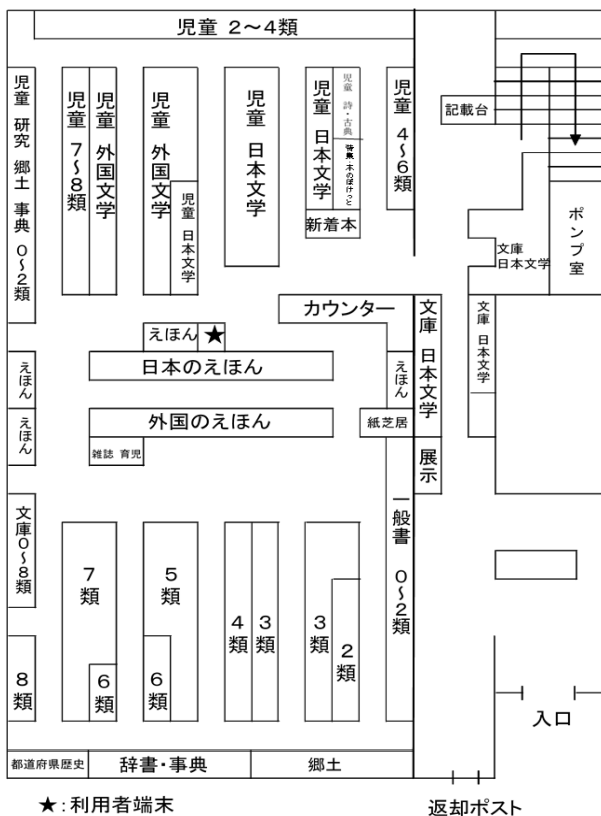 児童 2～4類
児童 研究 郷土 事典 0～2類
児童 7～8類
児童 外国文学
児童 外国文学
児童 日本文学
児童 日本文学
児童 日本文学
児童 詩・古典
特集 本のぽけっと
新着本
児童 4～6類
記載台
ポンプ室
文庫
日本文学
カウンター
文庫 日本文学
文庫 日本文学
えほん ★
日本のえほん
えほん
えほん
外国のえほん
紙芝居
えほん
雑誌 育児
展示
文庫0～8類
一般書 0～2類
7類
5類
4類
3類
3類
2類
8類
6類
6類
入口
都道府県歴史
辞書・事典
郷土
★：利用者端末
返却ポスト